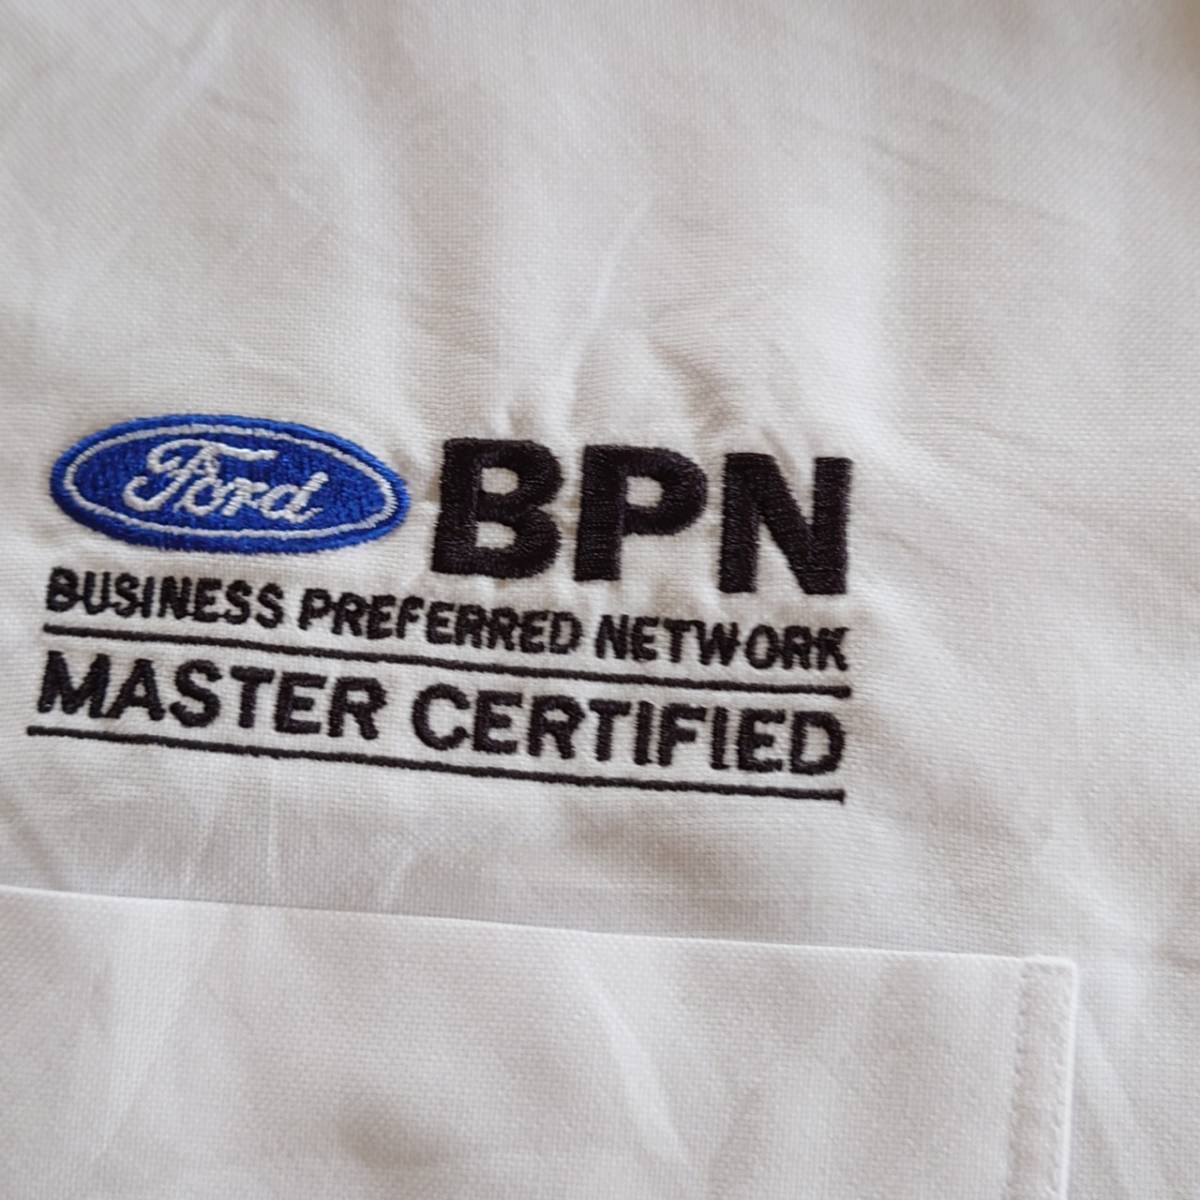 Ford BPN
BUSINESS PREFERRED NETWORK
MASTER CERTIFIED